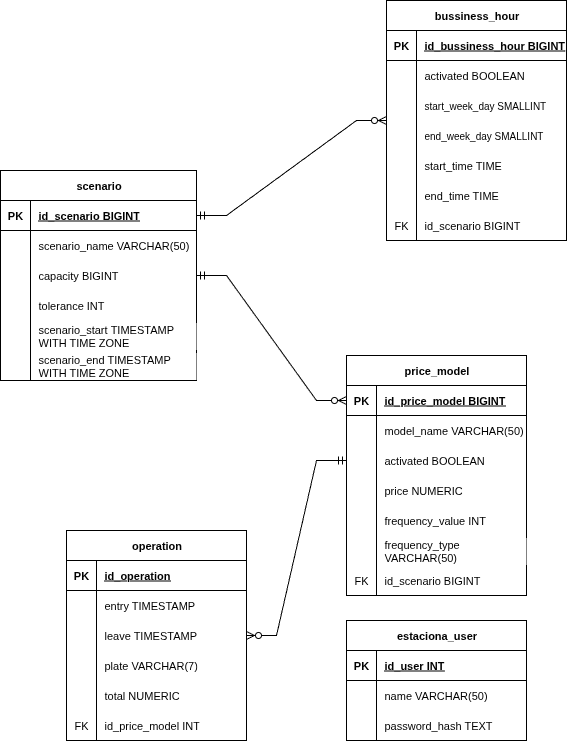 bussiness_hour
PK id_bussiness_hour BIGINT
activated BOOLEAN
start_week_day SMALLINT
end_week_day SMALLINT
start_time TIME
end_time TIME
FK id_scenario BIGINT
scenario
PK id_scenario BIGINT
scenario_name VARCHAR(50)
capacity BIGINT
tolerance INT
scenario_start TIMESTAMP
WITH TIME ZONE
scenario_end TIMESTAMP
WITH TIME ZONE
price_model
PK id_price_model BIGINT
model_name VARCHAR(50)
activated BOOLEAN
price NUMERIC
frequency_value INT
frequency_type
VARCHAR(50)
FK id_scenario BIGINT
operation
PK id_operation
entry TIMESTAMP
leave TIMESTAMP
plate VARCHAR(7)
total NUMERIC
FK id_price_model INT
estaciona_user
PK id_user INT
name VARCHAR(50)
password_hash TEXT